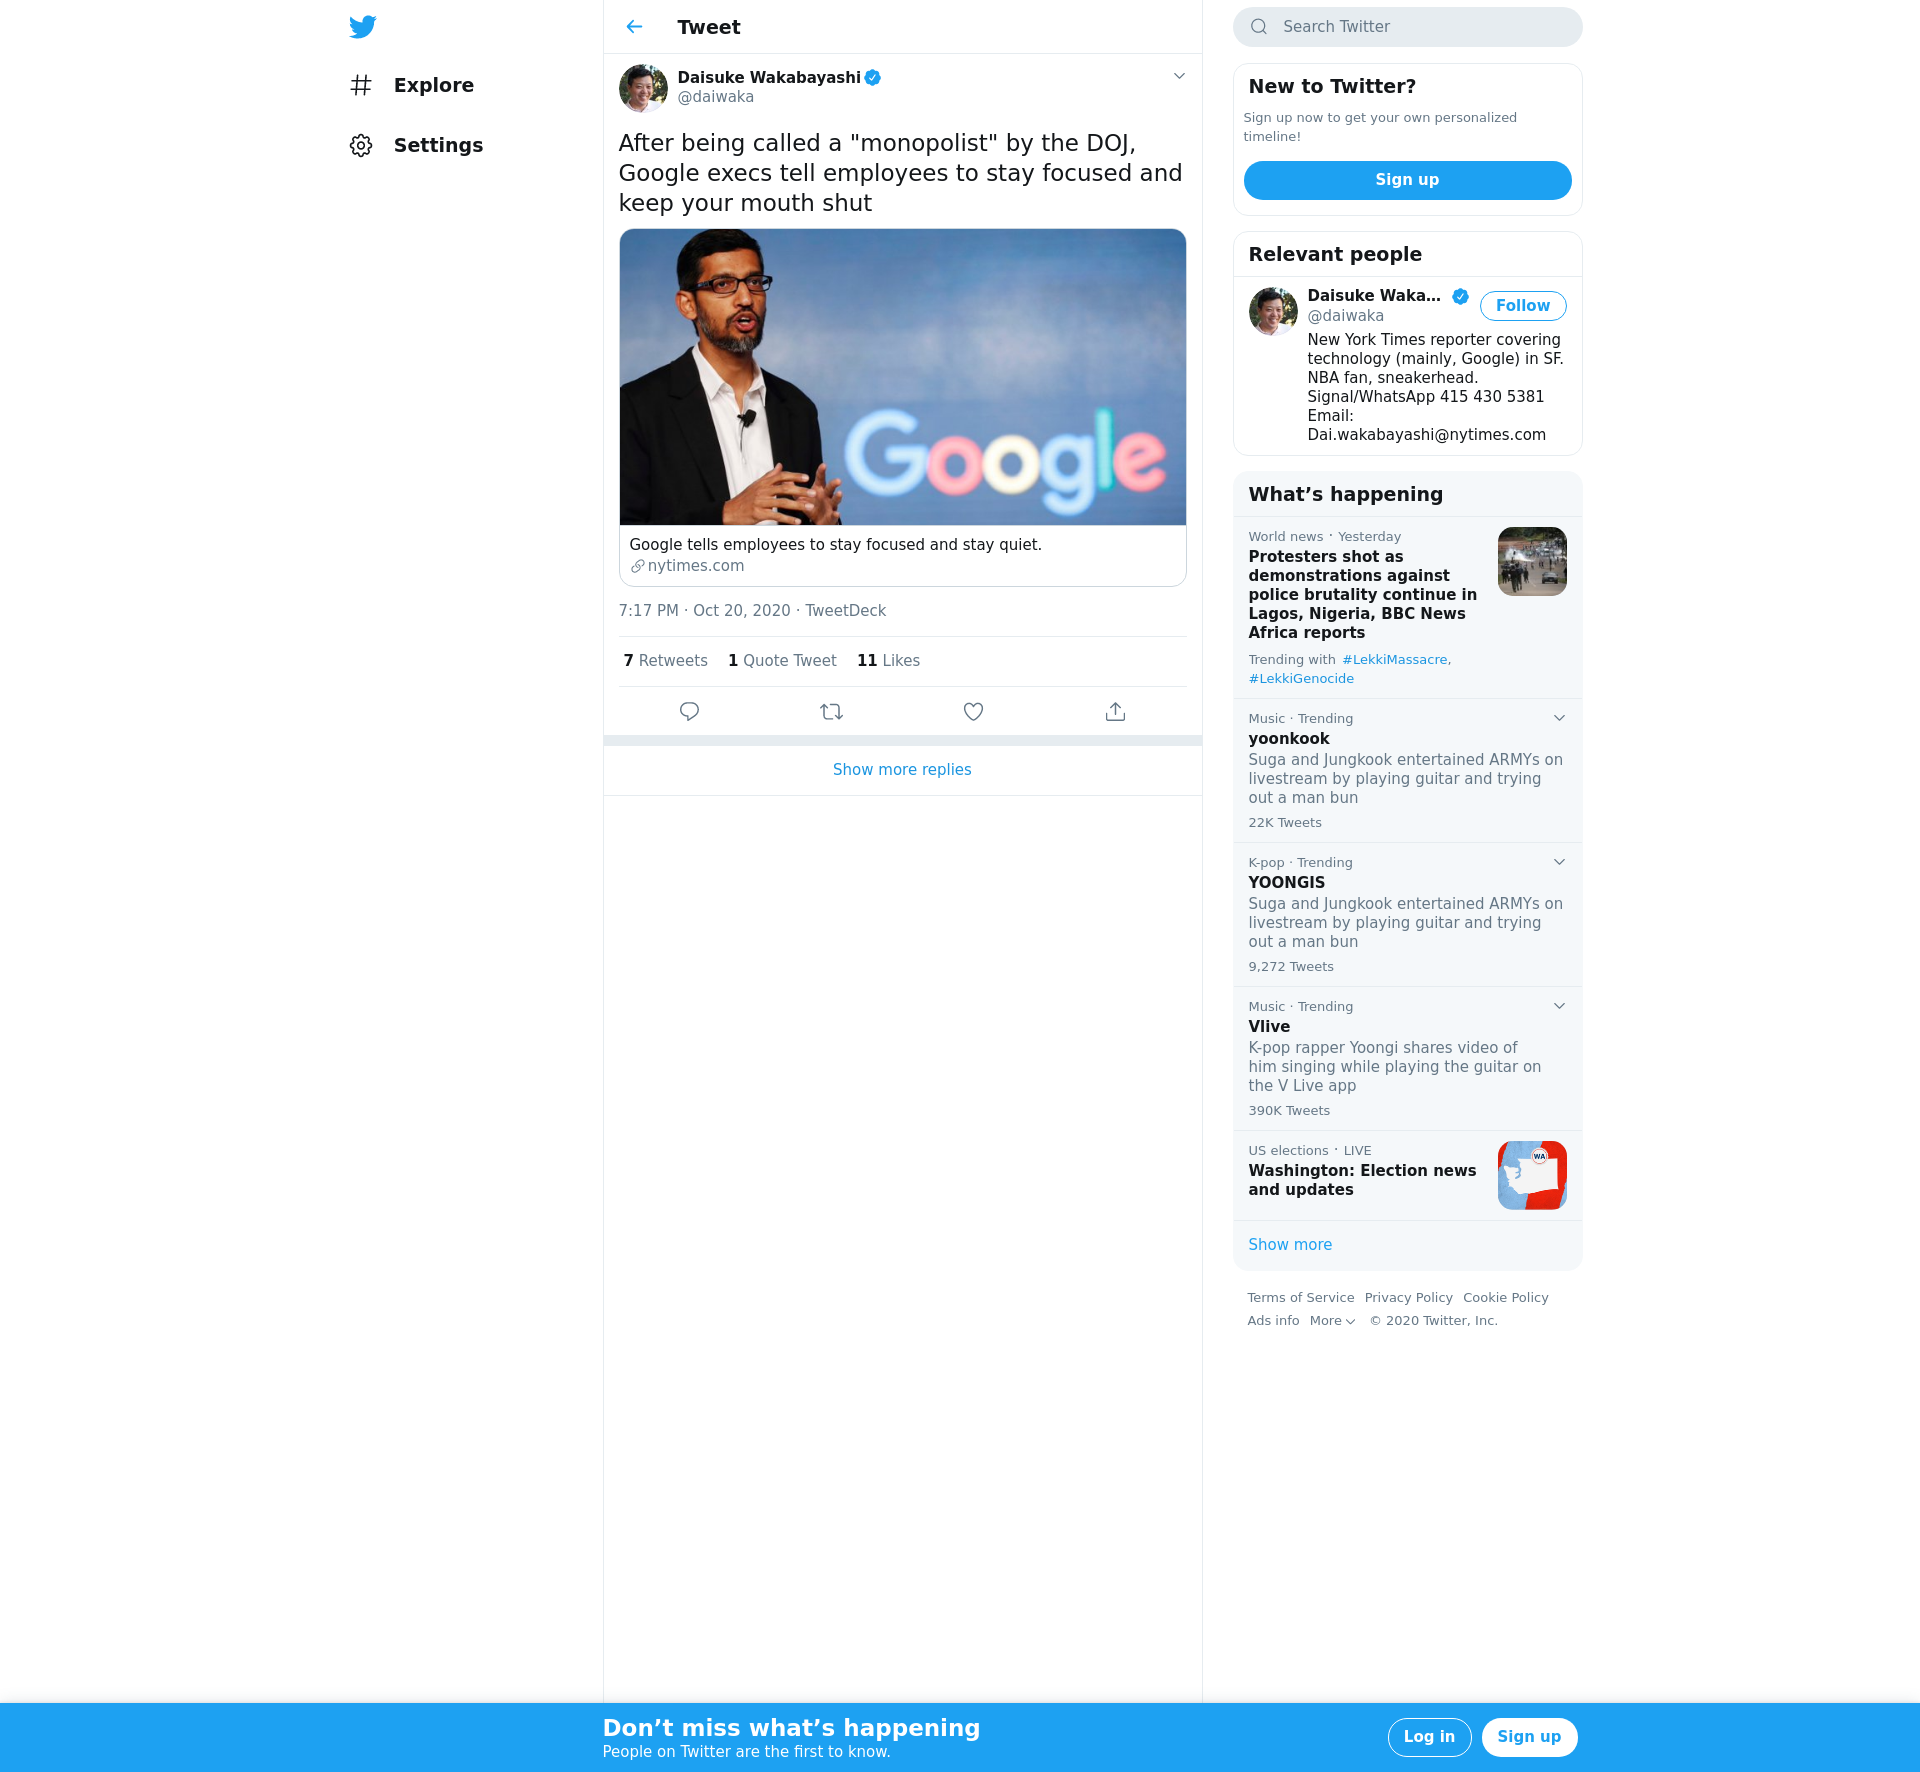 Explore
Settings
Tweet
Daisuke Wakabayashi
@daiwaka
After being called a "monopolist" by the DOJ,
Google execs tell employees to stay focused and
keep your mouth shut
Google
Google tells employees to stay focused and stay quiet.
nytimes.com
7:17 PM · Oct 20, 2020 · TweetDeck
7 Retweets 1 Quote Tweet 11 Likes
Show more replies
Search Twitter
New to Twitter?
Sign up now to get your own personalized
timeline!
Sign up
Relevant people
Daisuke Waka...
Follow
@daiwaka
New York Times reporter covering
technology (mainly, Google) in SF.
NBA fan, sneakerhead.
Signal/WhatsApp 415 430 5381
Email:
Dai.wakabayashi@nytimes.com
What’s happening
World news · Yesterday
Protesters shot as
demonstrations against
police brutality continue in
Lagos, Nigeria, BBC News
Africa reports
Trending with #LekkiMassacre,
#LekkiGenocide
Music · Trending
yoonkook
Suga and Jungkook entertained ARMYs on
livestream by playing guitar and trying
out a man bun
22K Tweets
K-pop · Trending
YOONGIS
Suga and Jungkook entertained ARMYs on
livestream by playing guitar and trying
out a man bun
9,272 Tweets
Music · Trending
Vlive
K-pop rapper Yoongi shares video of
him singing while playing the guitar on
the V Live app
390K Tweets
US elections · LIVE
Washington: Election news
and updates
WA
Show more
Terms of Service Privacy Policy Cookie Policy
Ads info More © 2020 Twitter, Inc.
Don’t miss what’s happening
People on Twitter are the first to know.
Log in
Sign up